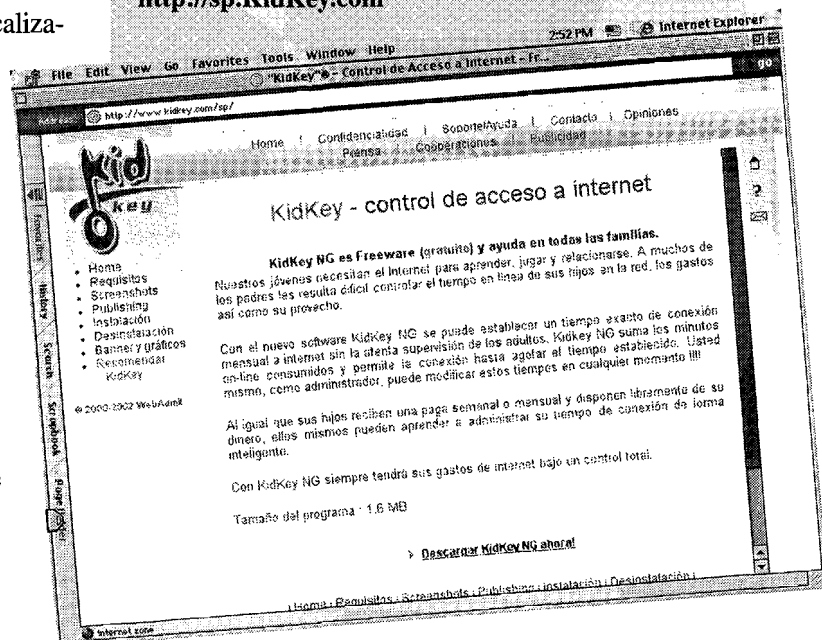 http://sp.KidKey.com
caliza-
2:52 PM Internet Explorer
File Edit View Go Favorites Tools Window Help
"KidKey"® - Control de Acceso a Internet - Fr...
http://www.kidkey.com/sp/
go
Home | Confidencialidad | Soporte/Ayuda | Contacto | Opiniones
Prensa Cooperaciones Publicidad
Kid
key
History
Search
Scrapbook
Page Holder
• Home
• Requisitos
• Screenshots
• Publishing
• Instalación
• Desinstalación
• Banner y gráficos
• Recomendar
KidKey
© 2000-2002 WebAdmit
KidKey - control de acceso a internet
KidKey NG es Freeware (gratuito) y ayuda en todas las familias.
Nuestros jóvenes necesitan el Internet para aprender, jugar y relacionarse. A muchos de
los padres les resulta difícil controlar el tiempo en línea de sus hijos en la red, los gastos
así como su provecho.
Con el nuevo software KidKey NG se puede establecer un tiempo exacto de conexión
mensual a internet sin la atenta supervisión de los adultos. Kidkey NG suma los minutos
on-line consumidos y permite la conexión hasta agotar el tiempo establecido. Usted
mismo, como administrador, puede modificar estos tiempos en cualquier momento !!!!
Al igual que sus hijos reciben una paga semanal o mensual y disponen libremente de su
dinero, ellos mismos pueden aprender a administrar su tiempo de conexión de forma
inteligente.
Con KidKey NG siempre tendrá sus gastos de internet bajo un control total.
Tamaño del programa : 1.6 MB
> Descargar KidKey NG ahora!
| Home | Requisitos | Screenshots | Publishing | Instalación | Desinstalación |
Internet zone